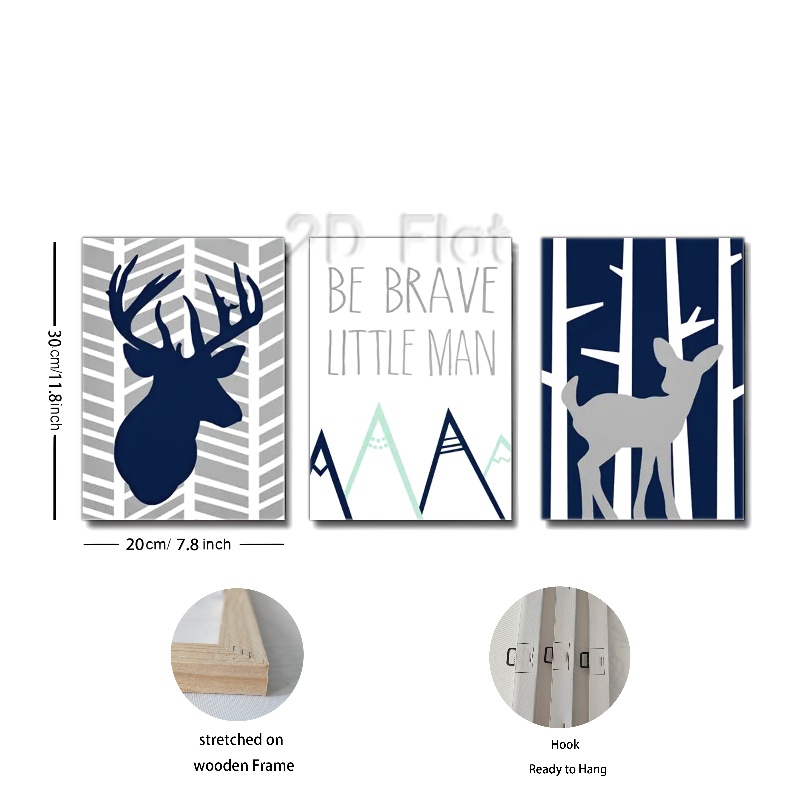 2D Flat
BE BRAVE
LITTLE MAN
30cm/11.8inch
20cm/ 7.8 inch
stretched on
wooden Frame
Hook
Ready to Hang